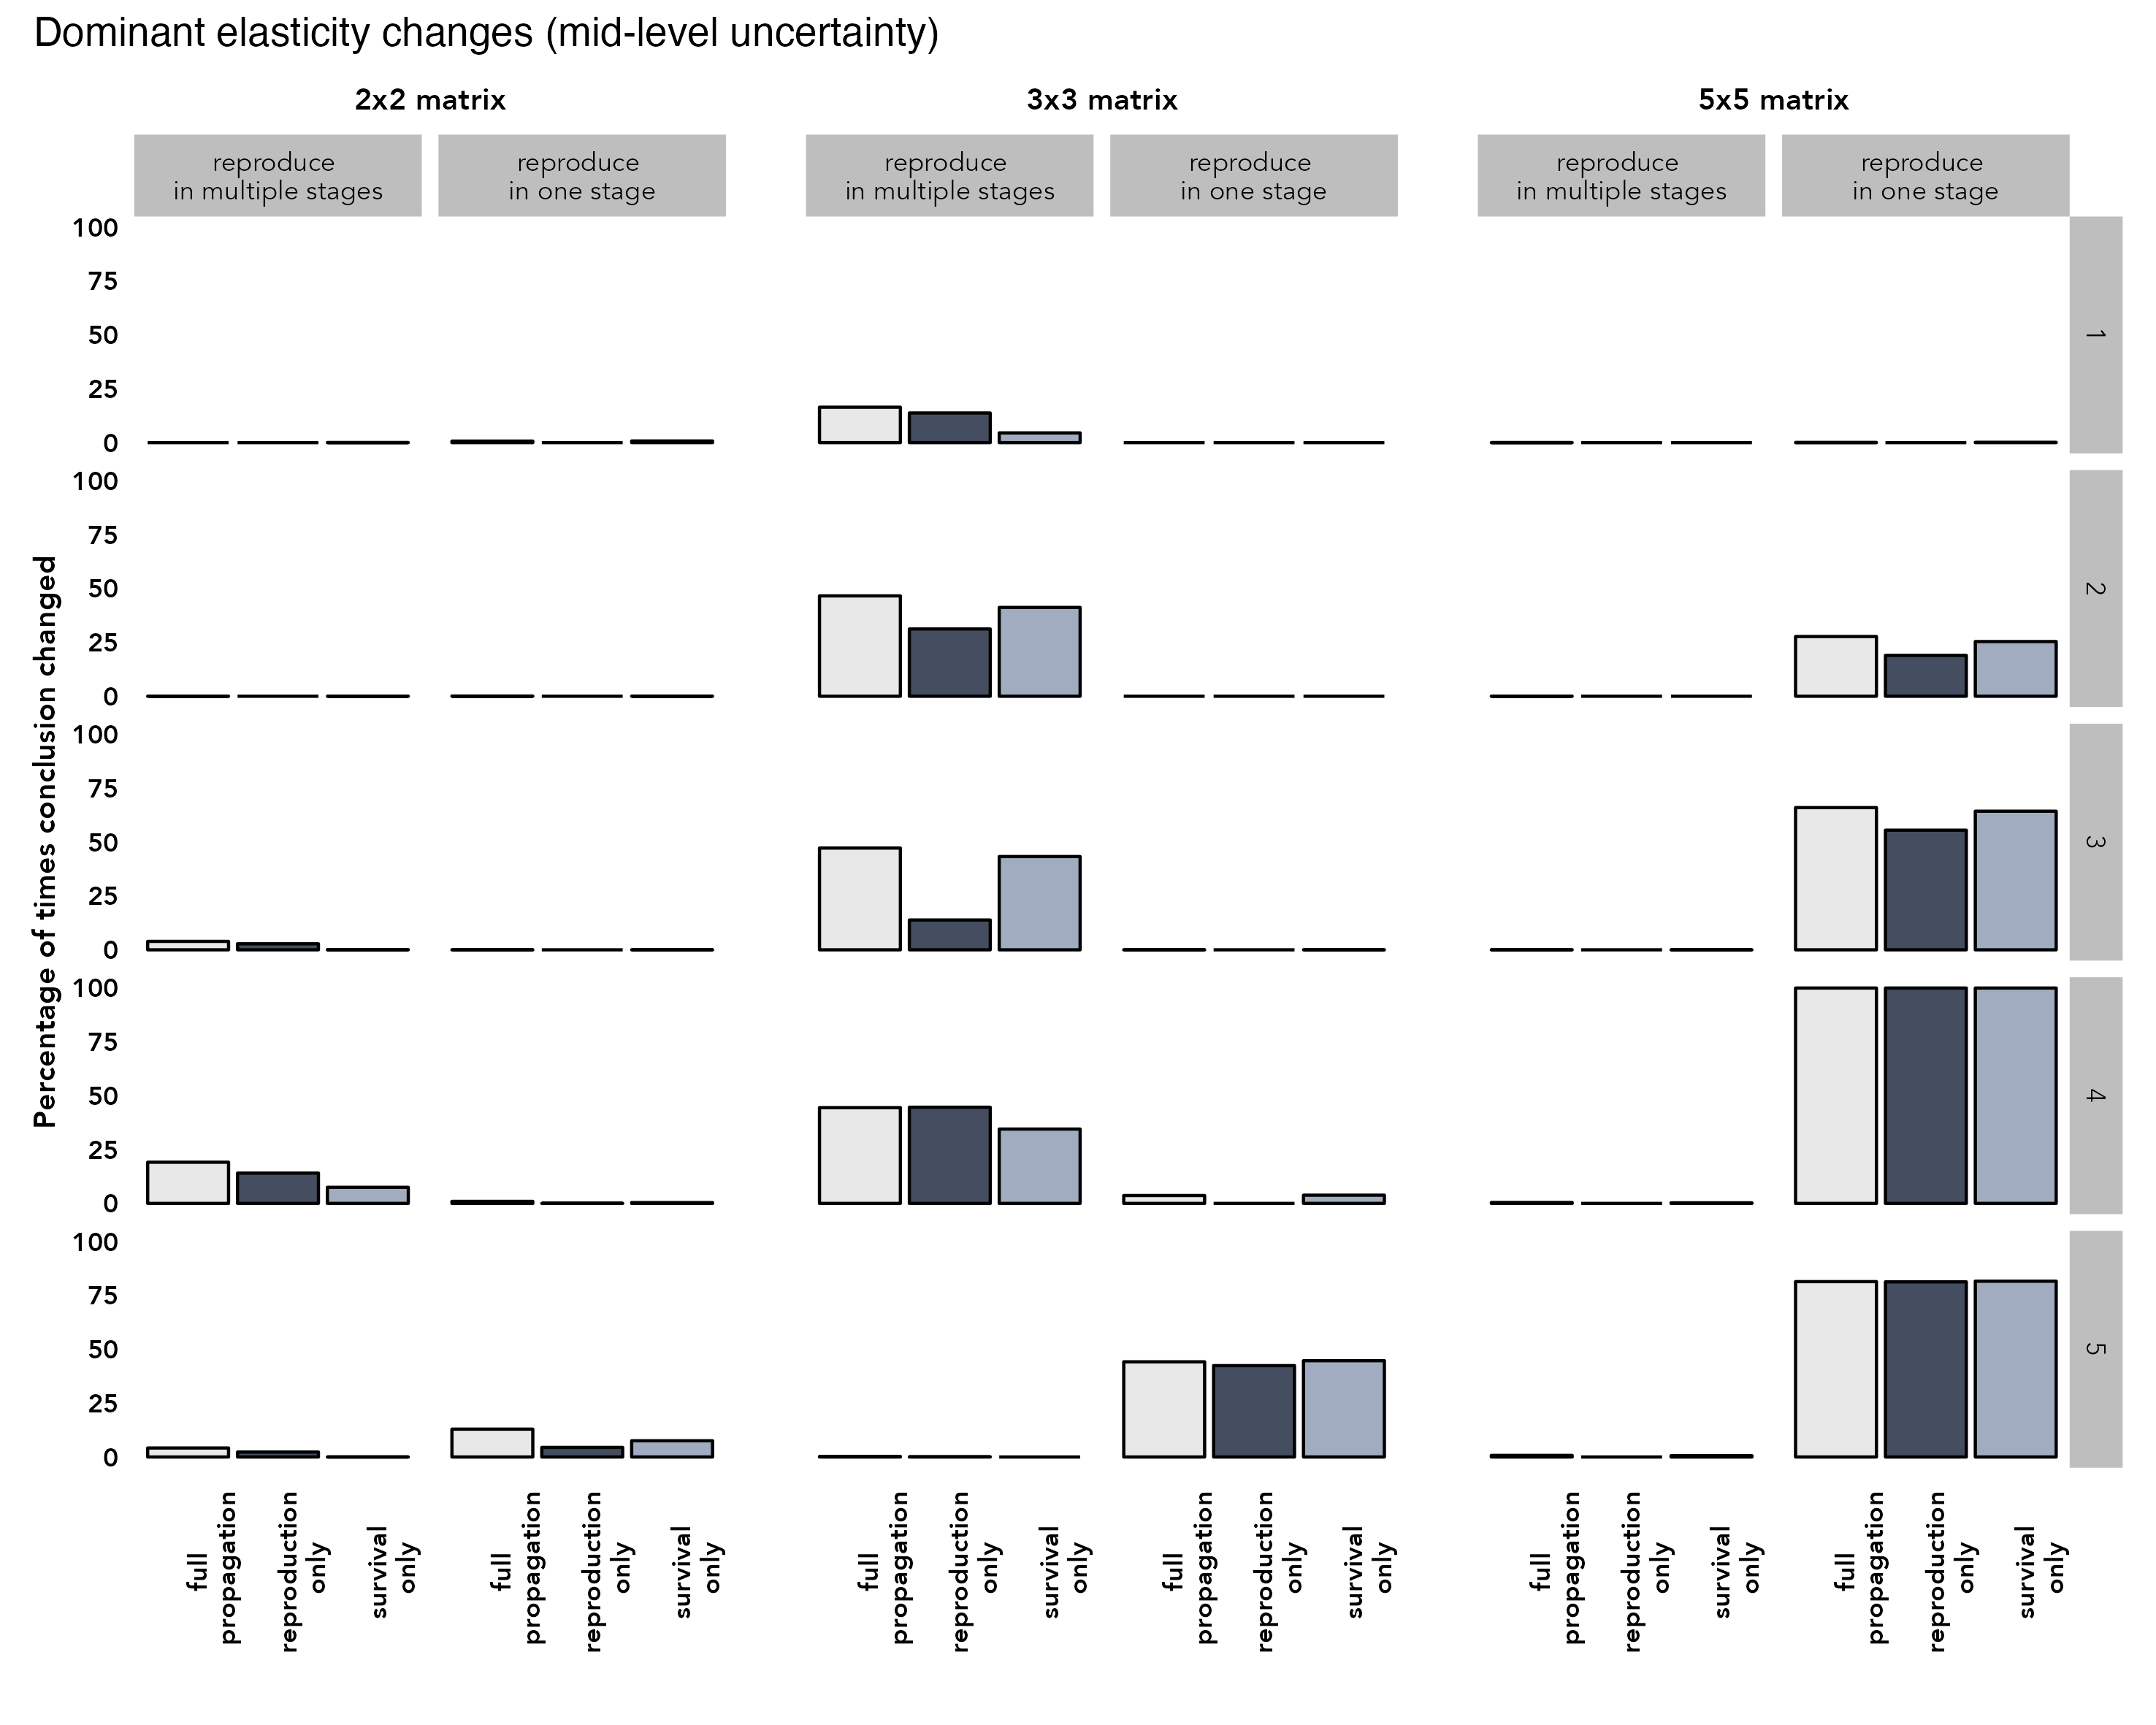 Dominant elasticity changes (mid-level uncertainty)
2x2 matrix
3x3 matrix
5x5 matrix
reproduce
in multiple stages
reproduce
in one stage
reproduce
in multiple stages
reproduce
in one stage
reproduce
in multiple stages
reproduce
in one stage
Percentage of times conclusion changed
100
75
50
25
0
1
100
75
50
25
0
2
100
75
50
25
0
3
100
75
50
25
0
4
100
75
50
25
0
5
full
propagation
reproduction
only
survival
only
full
propagation
reproduction
only
survival
only
full
propagation
reproduction
only
survival
only
full
propagation
reproduction
only
survival
only
full
propagation
reproduction
only
survival
only
full
propagation
reproduction
only
survival
only